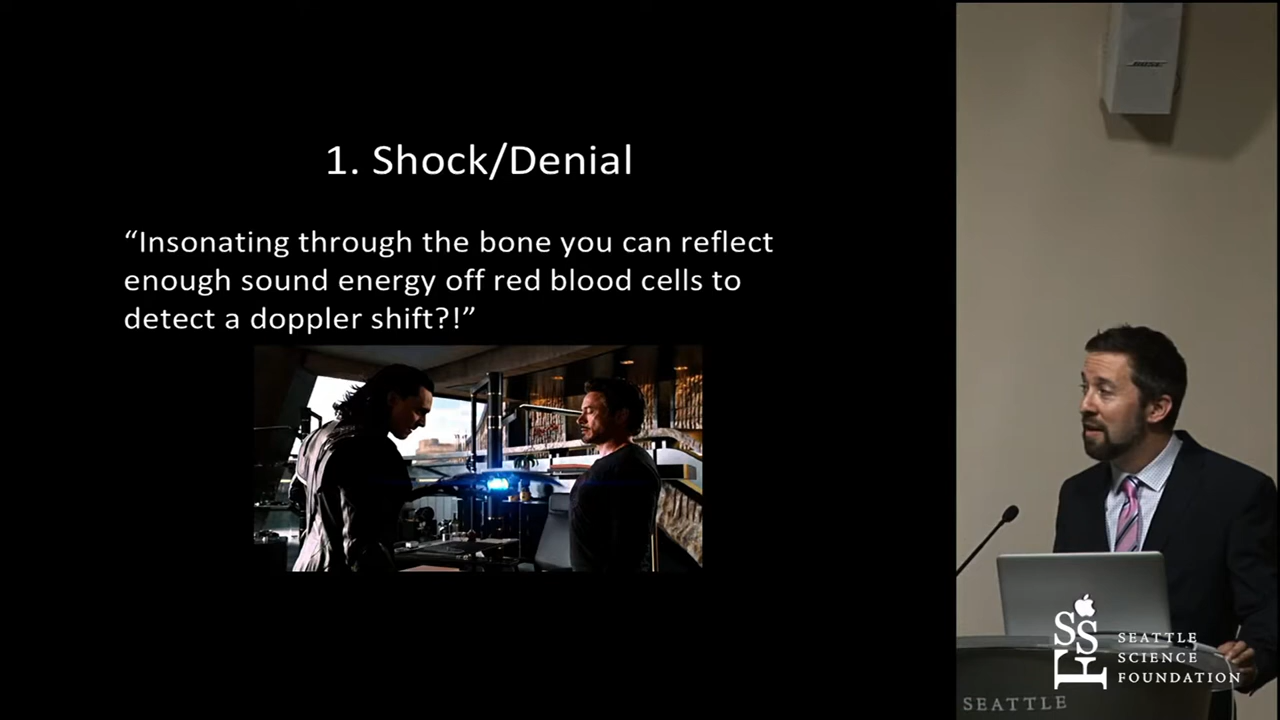 1. Shock/Denial
“Insonating through the bone you can reflect
enough sound energy off red blood cells to
detect a doppler shift?!”
BOSE
SSF
SEATTLE
SCIENCE
FOUNDATION
SEATTLE